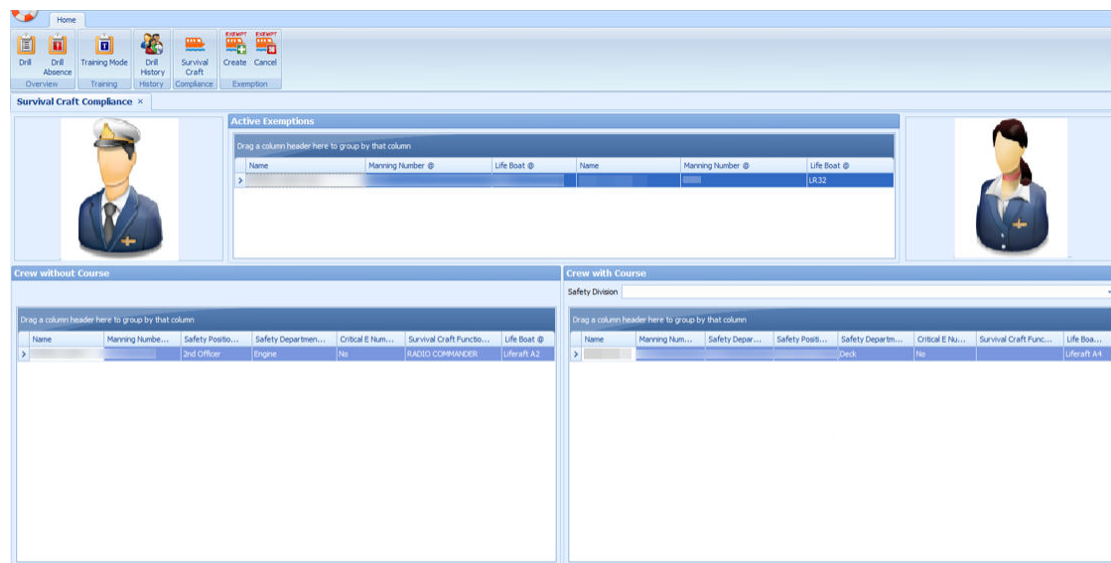 Home
EXEMPT EXEMPT
Drill Drill Absence Training Mode Drill History Survival Craft Create Cancel
Overview Training History Compliance Exemption
Survival Craft Compliance ×
Active Exemptions
Drag a column header here to group by that column
Name Manning Number @ Life Boat @ Name Manning Number @ Life Boat @
LR32
Crew without Course
Drag a column header here to group by that column
Name Manning Numbe... Safety Positio... Safety Departmen... Critical E Num... Survival Craft Functio... Life Boat @
2nd Officer Engine No RADIO COMMANDER Liferaft A2
Crew with Course
Safety Division
Drag a column header here to group by that column
Name Manning Num... Safety Depar... Safety Positi... Safety Departm... Critical E Nu... Survival Craft Func... Life Boa...
Deck No Liferaft A4